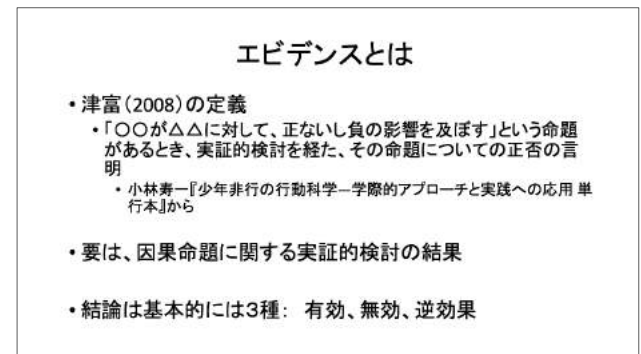 エビデンスとは
• 津富（2008）の定義
• 「○○が△△に対して、正ないし負の影響を及ぼす」という命題
があるとき、実証的検討を経た、その命題についての正否の言
明
• 小林寿一『少年非行の行動科学―学際的アプローチと実践への応用 単
行本』から
• 要は、因果命題に関する実証的検討の結果
• 結論は基本的には３種： 有効、無効、逆効果